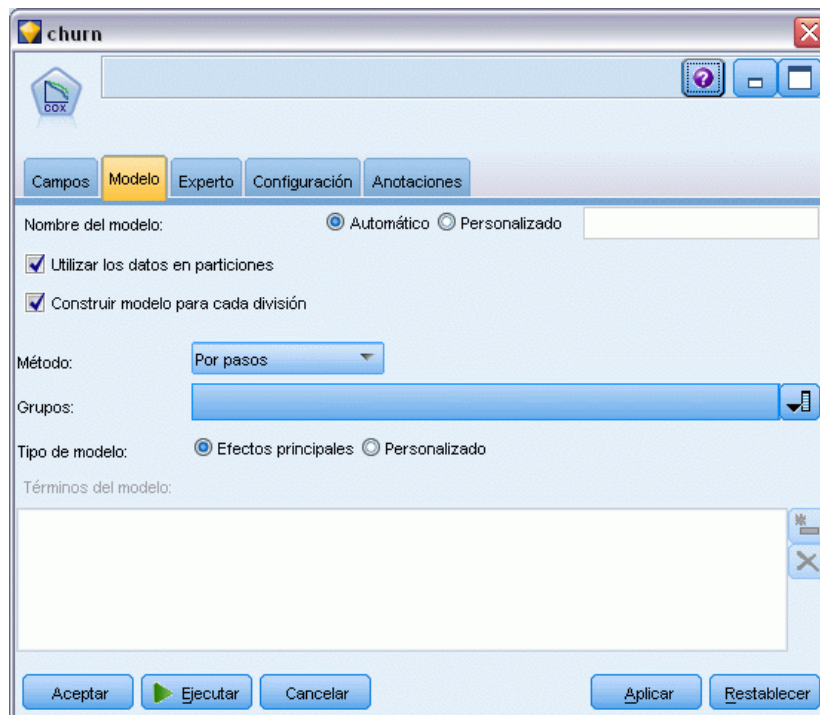 churn
COX
Campos Modelo Experto Configuración Anotaciones
Nombre del modelo: Automático Personalizado
Utilizar los datos en particiones
Construir modelo para cada división
Método: Por pasos
Grupos:
Tipo de modelo: Efectos principales Personalizado
Términos del modelo:
Aceptar Ejecutar Cancelar Aplicar Restablecer